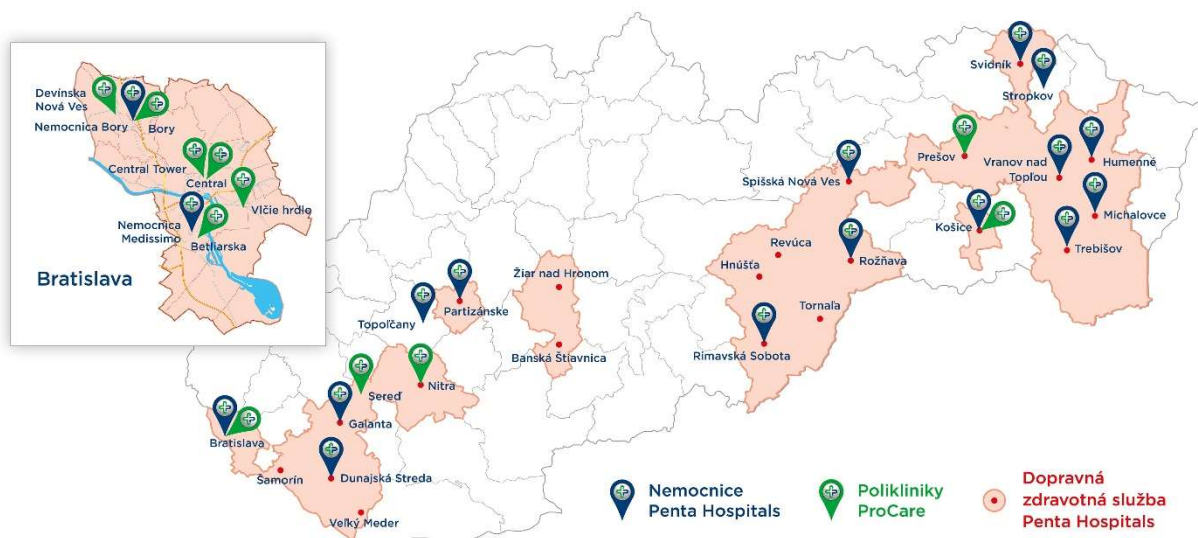 Devínska
Nová Ves
Nemocnica Bory
Bory
Central Tower
Central
Vlčie hrdlo
Nemocnica
Medissimo
Betliarska
Bratislava
Svidník
Stropkov
Prešov
Vranov nad
Topľou
Humenné
Spišská Nová Ves
Michalovce
Košice
Trebišov
Revúca
Rožňava
Hnúšťa
Tornaľa
Rimavská Sobota
Žiar nad Hronom
Banská Štiavnica
Partizánske
Topoľčany
Nitra
Sereď
Galanta
Bratislava
Šamorín
Dunajská Streda
Veľký Meder
Nemocnice
Penta Hospitals
Polikliniky
ProCare
Dopravná
zdravotná služba
Penta Hospitals